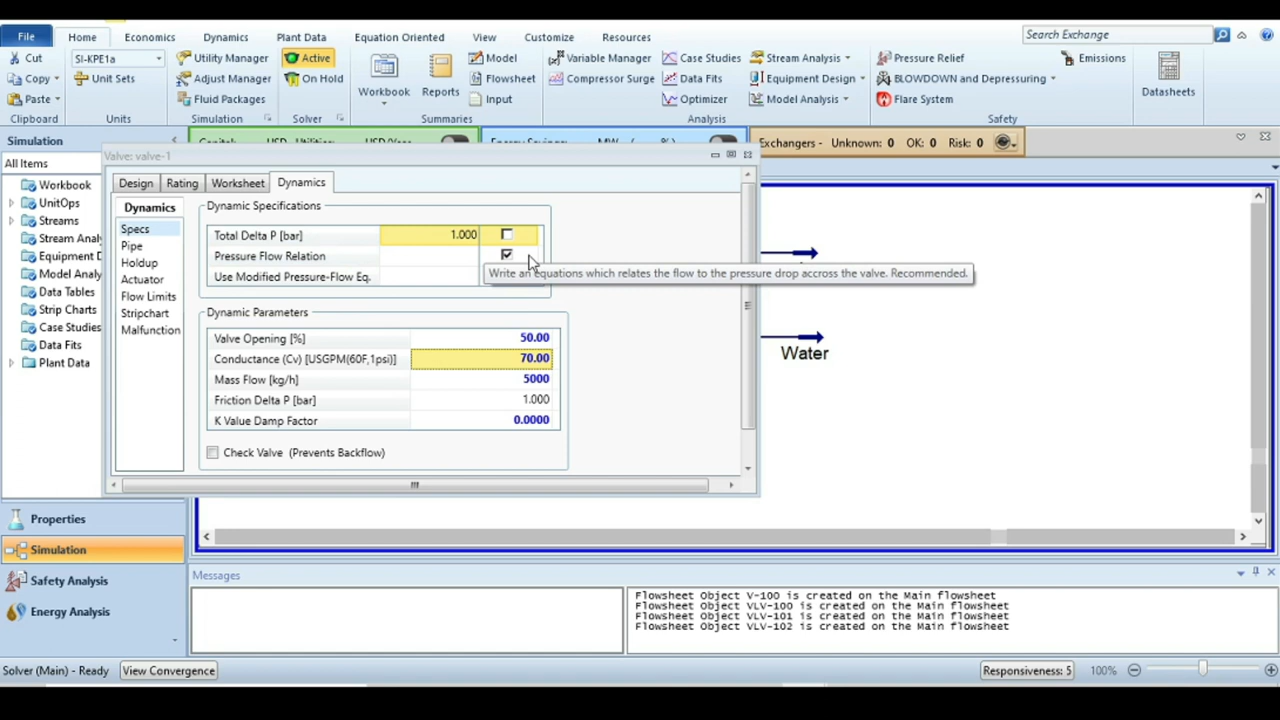 File Home Economics Dynamics Plant Data Equation Oriented View Customize Resources Search Exchange
Cut SI-KPE1a Utility Manager Active Model Variable Manager Case Studies Stream Analysis Pressure Relief Emissions
Copy Unit Sets Adjust Manager On Hold Workbook Reports Flowsheet Compressor Surge Data Fits Equipment Design BLOWDOWN and Depressuring Datasheets
Paste Fluid Packages Input Optimizer Model Analysis Flare System
Clipboard Units Simulation Solver Summaries Analysis Safety
Simulation Exchangers - Unknown: 0 OK: 0 Risk: 0
All Items
Workbook
UnitOps
Streams
Stream Analy
Equipment D
Model Analy
Data Tables
Strip Charts
Case Studies
Data Fits
Plant Data
Properties
Simulation
Safety Analysis
Energy Analysis
Valve: valve-1
Design Rating Worksheet Dynamics
Dynamics
Specs
Pipe
Holdup
Actuator
Flow Limits
Stripchart
Malfunction
Dynamic Specifications
Total Delta P [bar] 1.000
Pressure Flow Relation
Use Modified Pressure-Flow Eq.
Write an equations which relates the flow to the pressure drop accross the valve. Recommended.
Dynamic Parameters
Valve Opening [%] 50.00
Conductance (Cv) [USGPM(60F,1psi)] 70.00
Mass Flow [kg/h] 5000
Friction Delta P [bar] 1.000
K Value Damp Factor 0.0000
Check Valve (Prevents Backflow)
Water
Messages
Flowsheet Object V-100 is created on the Main flowsheet
Flowsheet Object VLV-100 is created on the Main flowsheet
Flowsheet Object VLV-101 is created on the Main flowsheet
Flowsheet Object VLV-102 is created on the Main flowsheet
Solver (Main) - Ready View Convergence Responsiveness: 5 100%